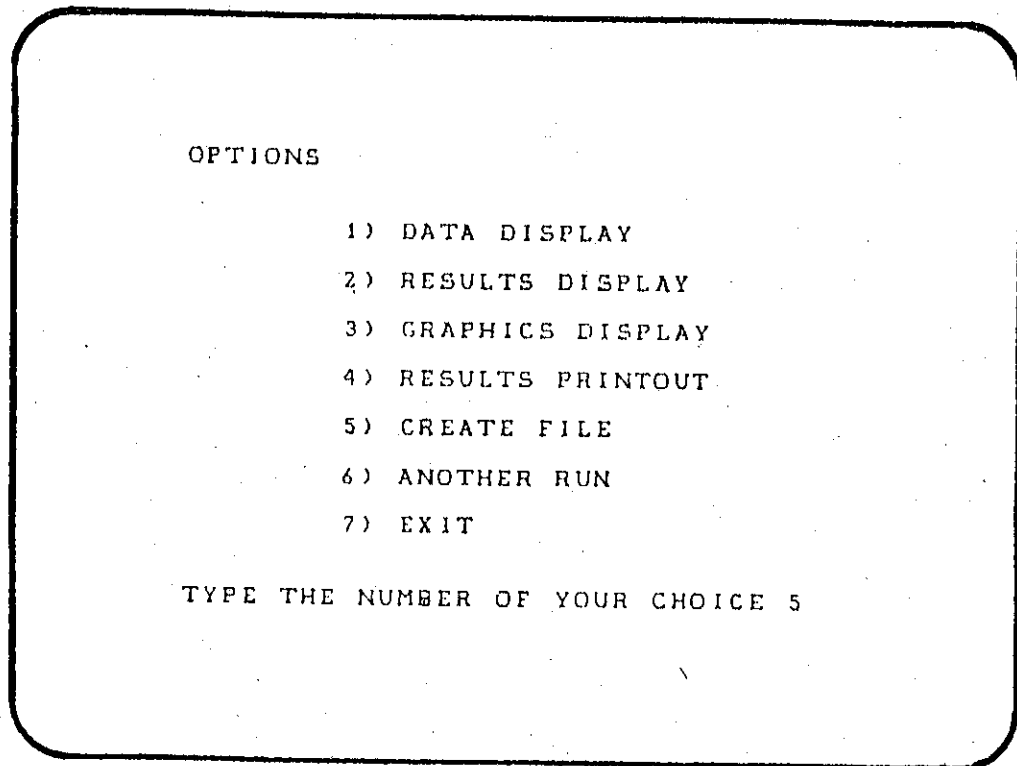 OPTIONS
1) DATA DISPLAY
2) RESULTS DISPLAY
3) GRAPHICS DISPLAY
4) RESULTS PRINTOUT
5) CREATE FILE
6) ANOTHER RUN
7) EXIT
TYPE THE NUMBER OF YOUR CHOICE 5